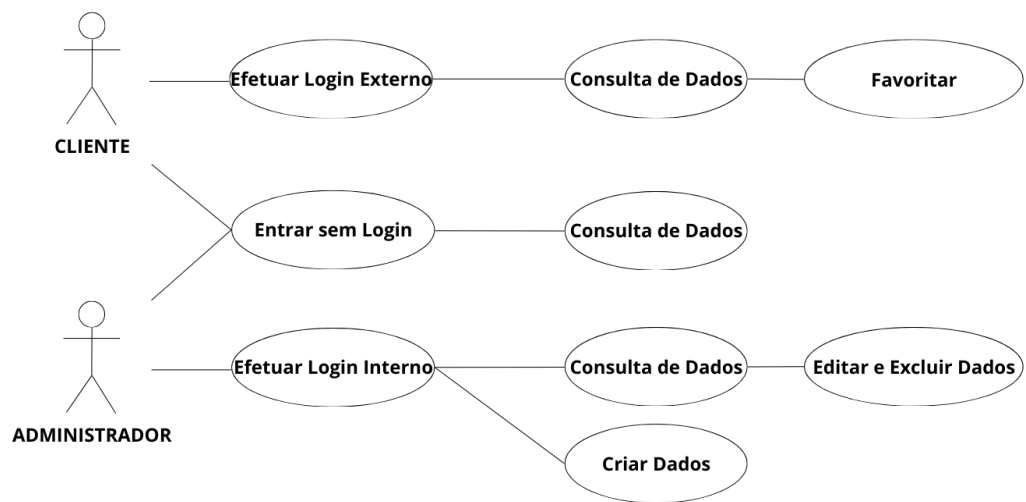 Efetuar Login Externo
Consulta de Dados
Favoritar
CLIENTE
Entrar sem Login
Consulta de Dados
Efetuar Login Interno
Consulta de Dados
Editar e Excluir Dados
ADMINISTRADOR
Criar Dados